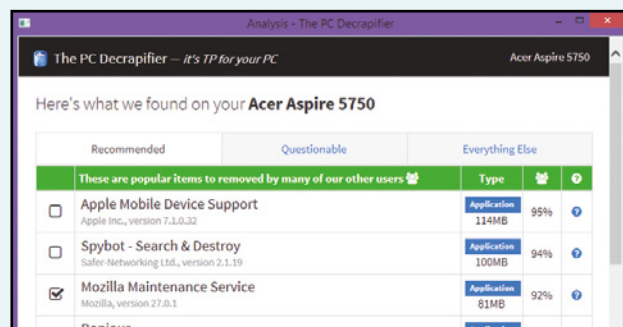 Analysis - The PC Decrapifier
The PC Decrapifier — it's TP for your PC Acer Aspire 5750
Here's what we found on your Acer Aspire 5750
Recommended Questionable Everything Else
These are popular items to removed by many of our other users Type
Apple Mobile Device Support Application
Apple Inc., version 7.1.0.32 114MB 95%
Spybot - Search & Destroy Application
Safer-Networking Ltd., version 2.1.19 100MB 94%
Mozilla Maintenance Service Application
Mozilla, version 27.0.1 81MB 92%
Bonjour Application